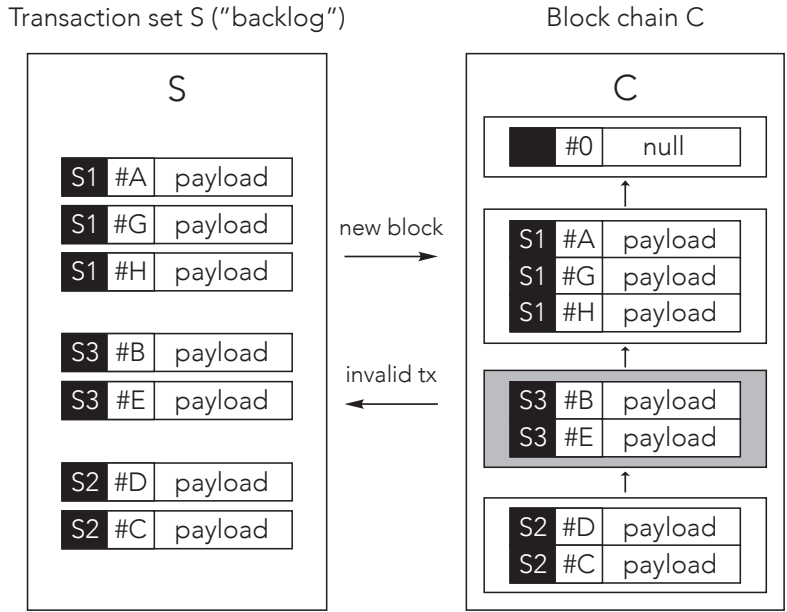 Transaction set S ("backlog")
S
S1 #A payload
S1 #G payload
S1 #H payload
S3 #B payload
S3 #E payload
S2 #D payload
S2 #C payload
new block
invalid tx
Block chain C
C
#0 null
S1 #A payload
S1 #G payload
S1 #H payload
S3 #B payload
S3 #E payload
S2 #D payload
S2 #C payload